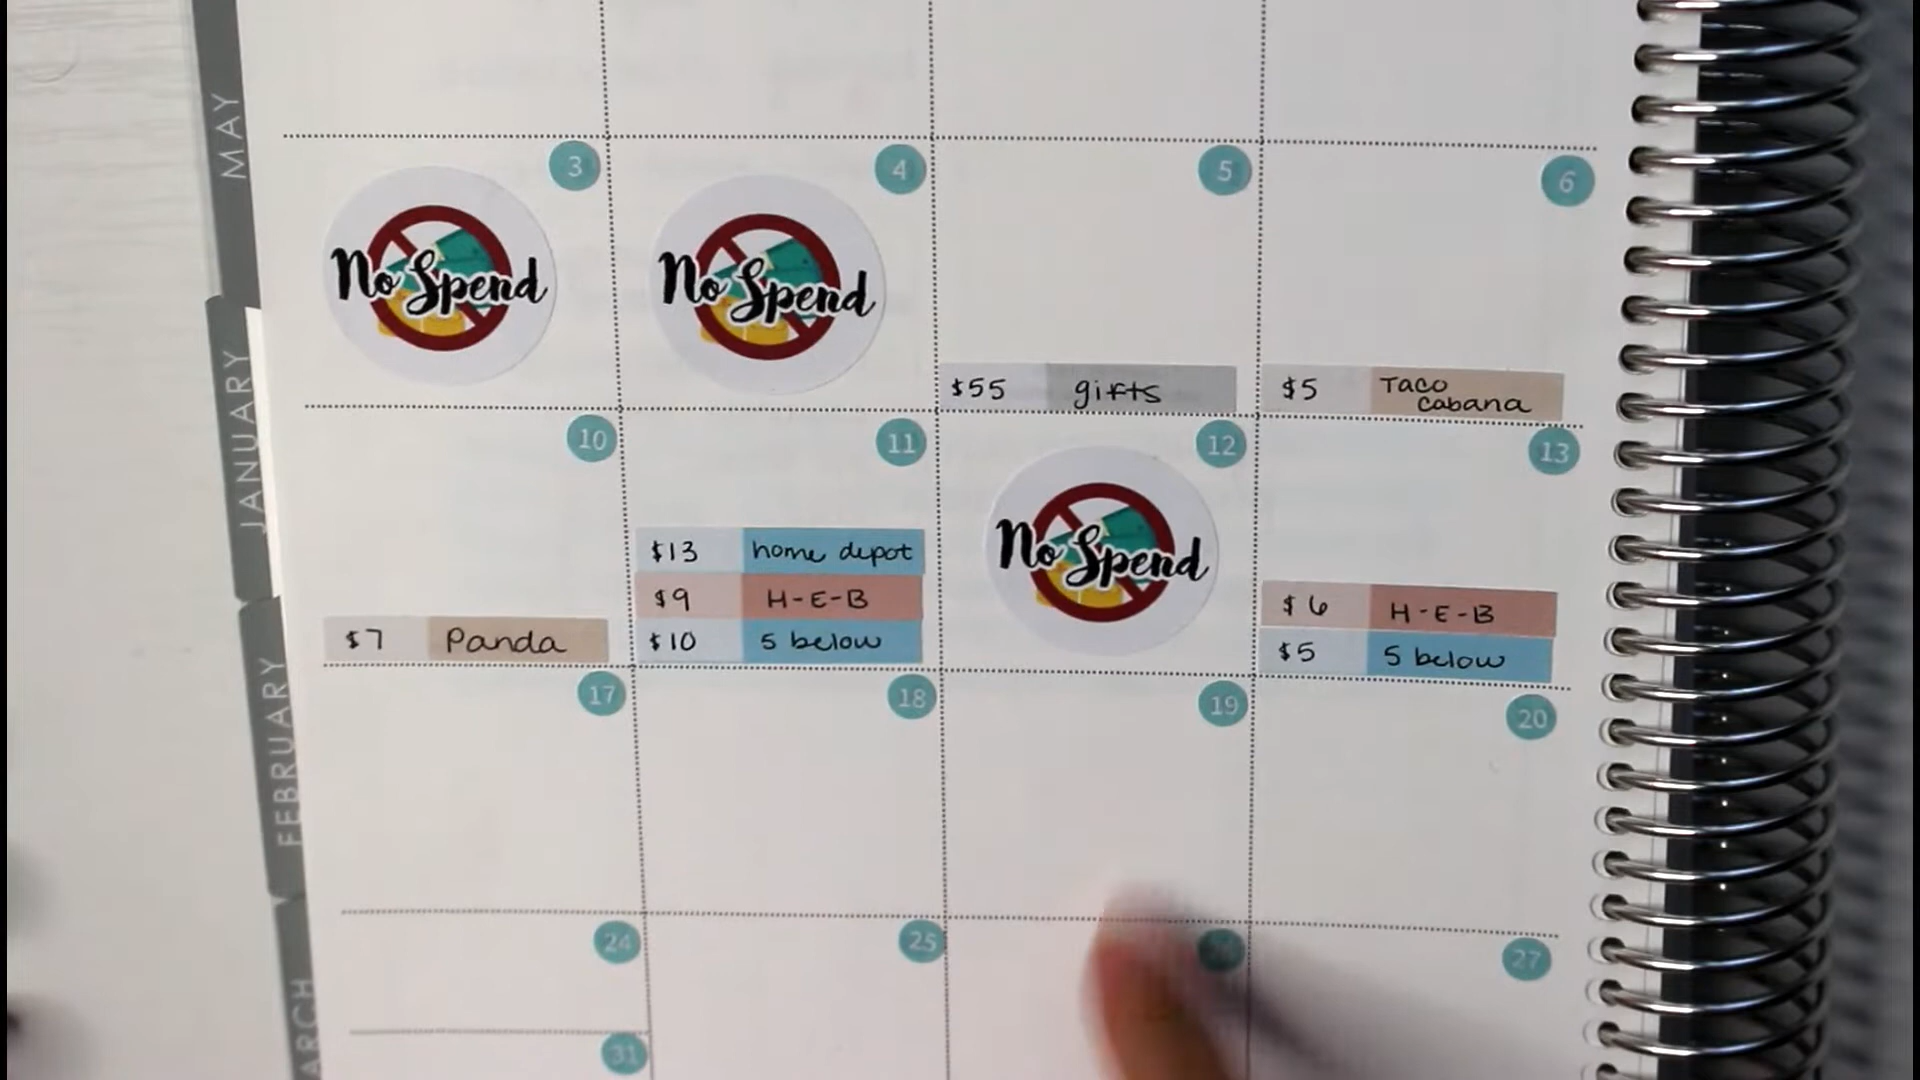 MAY
JANUARY
FEBRUARY
3
4
5
6
No Spend
No Spend
$55 gifts
$5 Taco
Cabana
10
11
12
13
No Spend
$13 home depot
$9 H-E-B
$10 5 below
$7 Panda
$6 H-E-B
$5 5 below
17
18
19
20
24
25
27
31